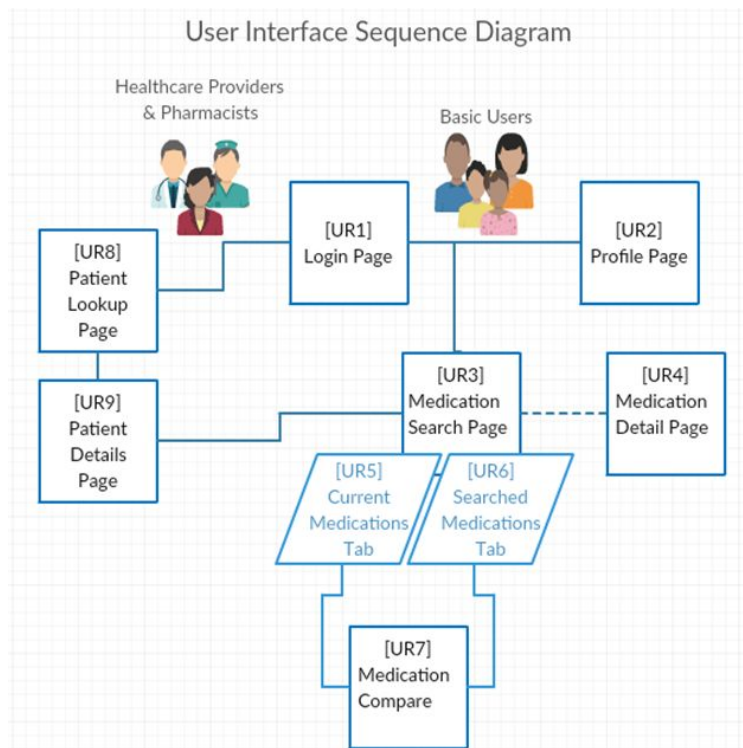 User Interface Sequence Diagram
Healthcare Providers
& Pharmacists
Basic Users
[UR1]
Login Page
[UR2]
Profile Page
[UR8]
Patient
Lookup
Page
[UR3]
Medication
Search Page
[UR4]
Medication
Detail Page
[UR9]
Patient
Details
Page
[UR5]
Current
Medications
Tab
[UR6]
Searched
Medications
Tab
[UR7]
Medication
Compare